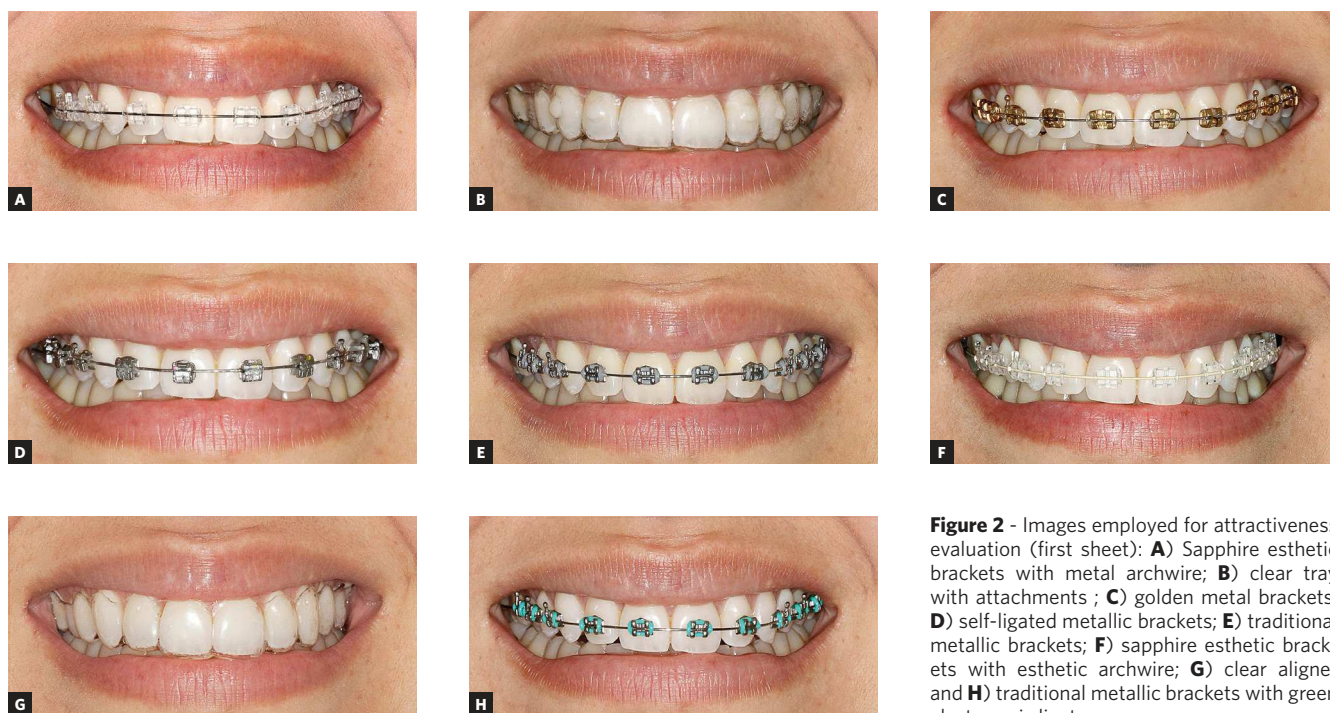 A
B
C
D
E
F
G
H
Figure 2 - Images employed for attractivenes
evaluation (first sheet): A) Sapphire esthetic
brackets with metal archwire; B) clear tray
with attachments ; C) golden metal brackets
D) self-ligated metallic brackets; E) traditiona
metallic brackets; F) sapphire esthetic brack
ets with esthetic archwire; G) clear aligne
and H) traditional metallic brackets with green